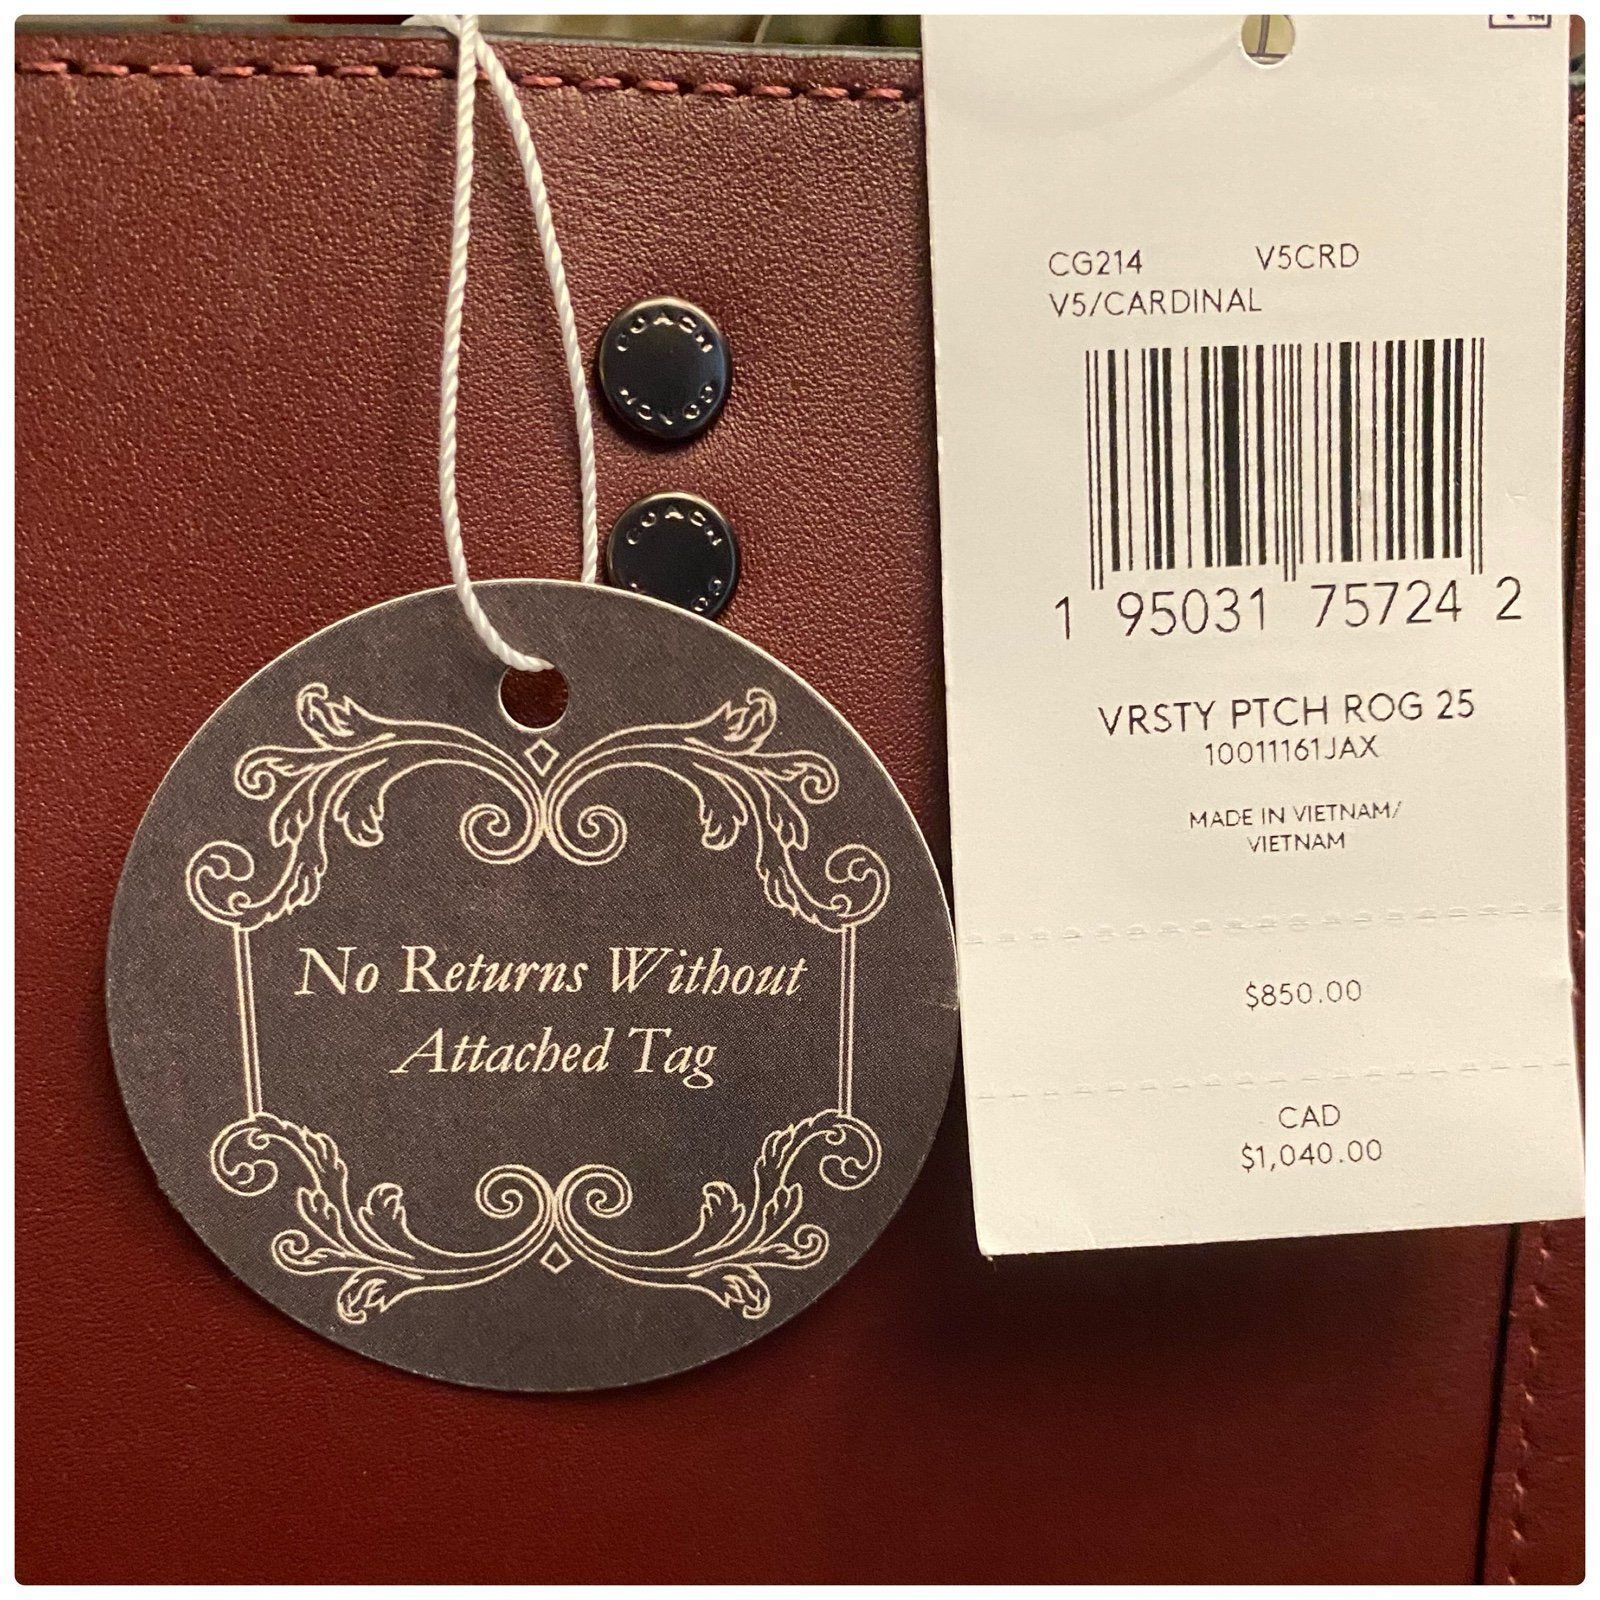 COACH
COACH
COACH
No Returns Without
Attached Tag
CG214 V5CRD
V5/CARDINAL
1 95031 75724 2
VRSTY PTCH ROG 25
10011161JAX
MADE IN VIETNAM/
VIETNAM
$850.00
CAD
$1,040.00